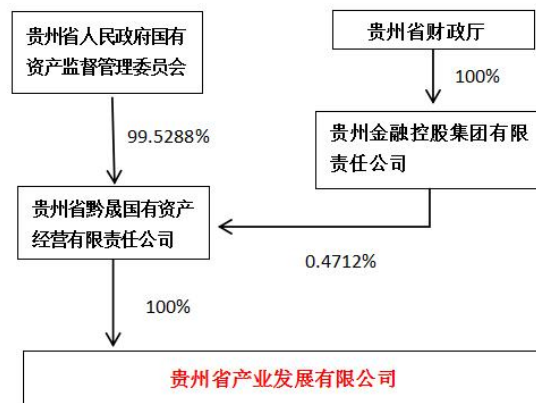 贵州省人民政府国有
资产监督管理委员会
贵州省财政厅
100%
99.5288%
贵州金融控股集团有限
责任公司
贵州省黔晟国有资产
经营有限责任公司
0.4712%
100%
贵州省产业发展有限公司